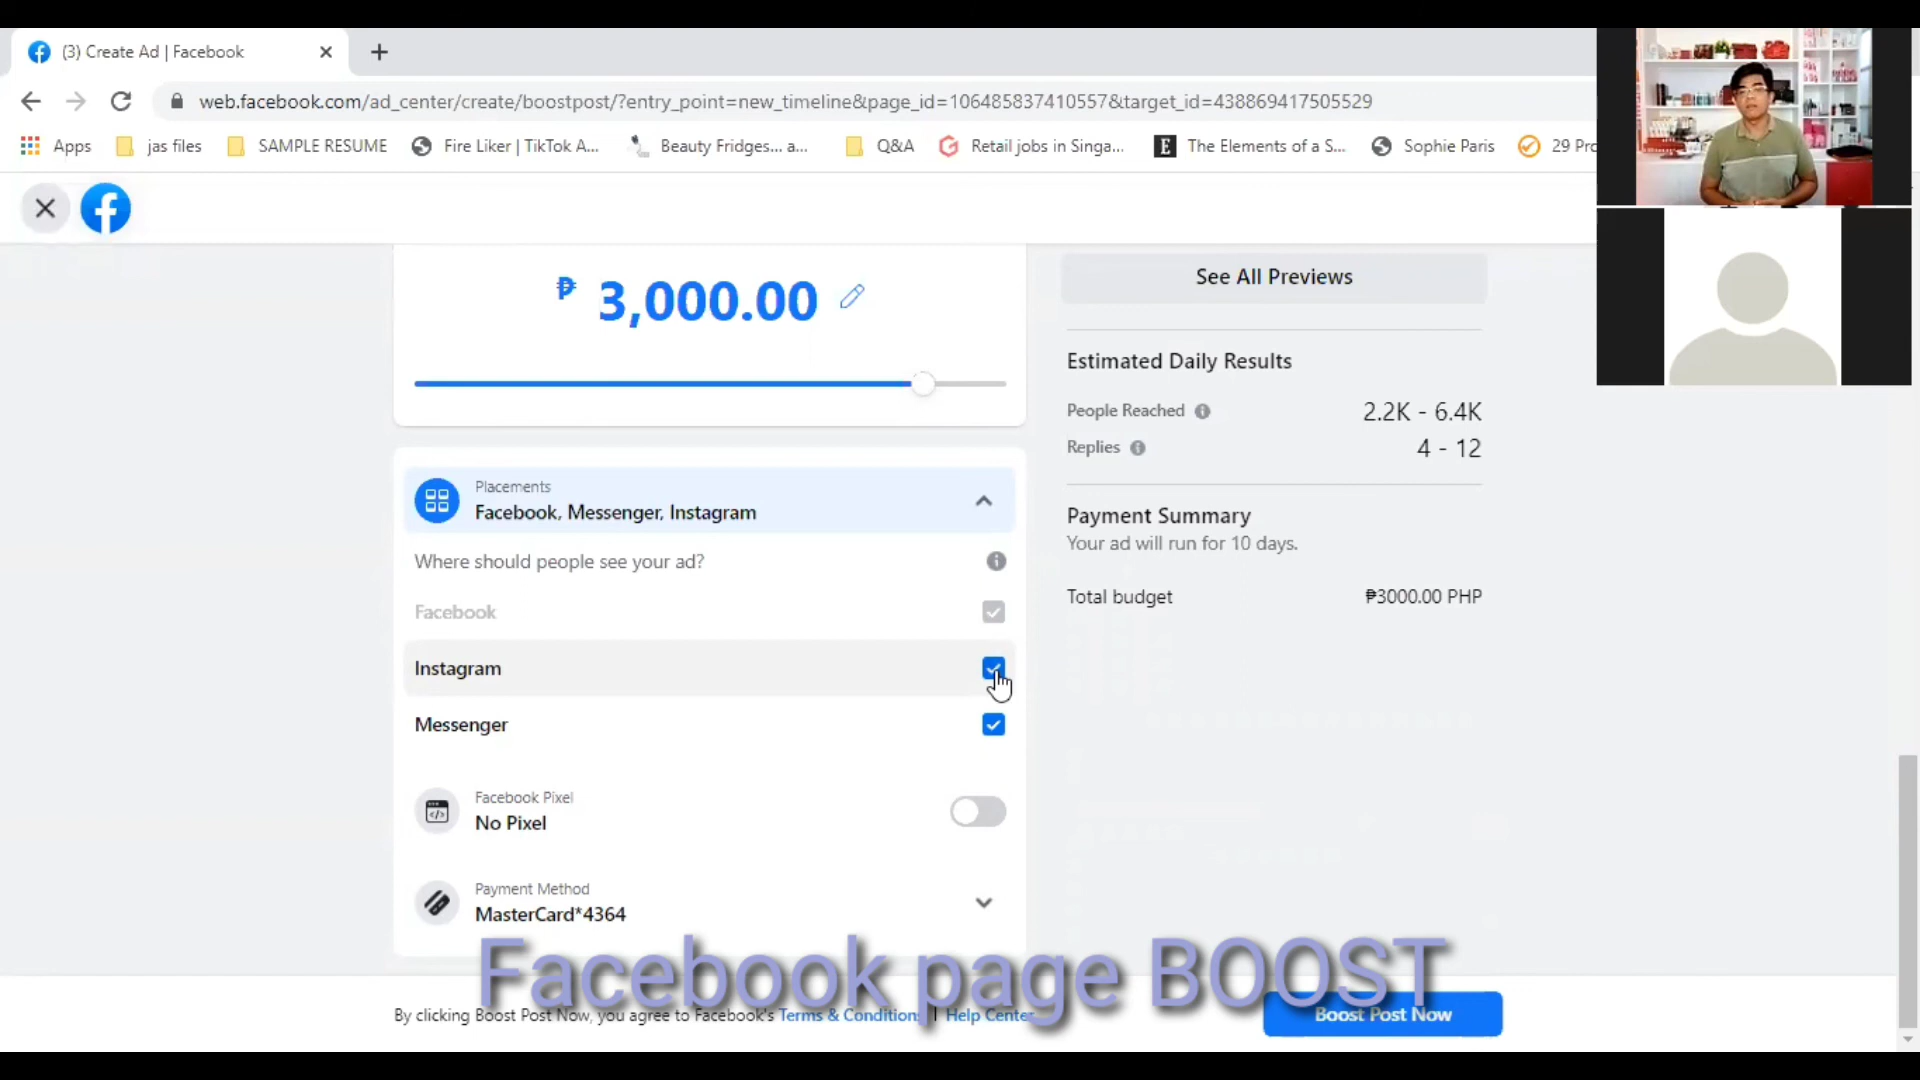 (3) Create Ad | Facebook
web.facebook.com/ad_center/create/boostpost/?entry_point=new_timeline&page_id=106485837410557&target_id=438869417505529
Apps
jas files
SAMPLE RESUME
Fire Liker | TikTok A...
Beauty Fridges... a...
Q&A
Retail jobs in Singa...
The Elements of a S...
Sophie Paris
29 Pro
₱ 3,000.00
Placements
Facebook, Messenger, Instagram
Where should people see your ad?
Facebook
Instagram
Messenger
Facebook Pixel
No Pixel
Payment Method
MasterCard*4364
See All Previews
Estimated Daily Results
People Reached 2.2K - 6.4K
Replies 4 - 12
Payment Summary
Your ad will run for 10 days.
Total budget ₱3000.00 PHP
Facebook page BOOST
By clicking Boost Post Now, you agree to Facebook's Terms & Conditions | Help Center
Boost Post Now